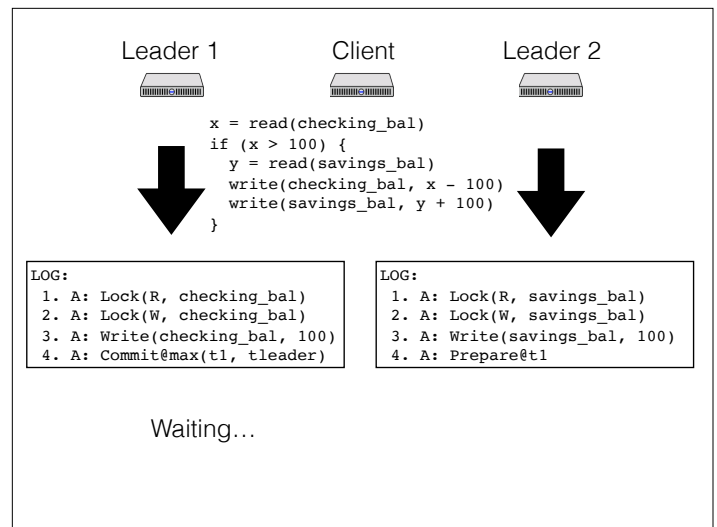 Leader 1 Client Leader 2
x = read(checking_bal)
if (x > 100) {
  y = read(savings_bal)
  write(checking_bal, x - 100)
  write(savings_bal, y + 100)
}
LOG:
1. A: Lock(R, checking_bal)
2. A: Lock(W, checking_bal)
3. A: Write(checking_bal, 100)
4. A: Commit@max(t1, tleader)
LOG:
1. A: Lock(R, savings_bal)
2. A: Lock(W, savings_bal)
3. A: Write(savings_bal, 100)
4. A: Prepare@t1
Waiting…